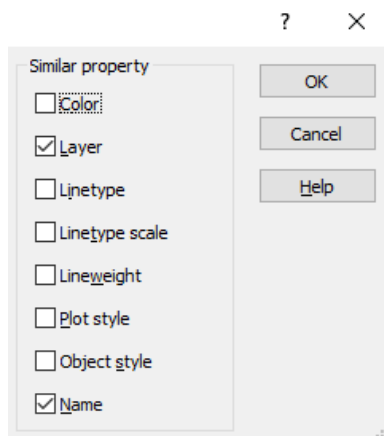 ?
Similar property
OK
Color
Cancel
Layer
Help
Linetype
Linetype scale
Lineweight
Plot style
Object style
Name